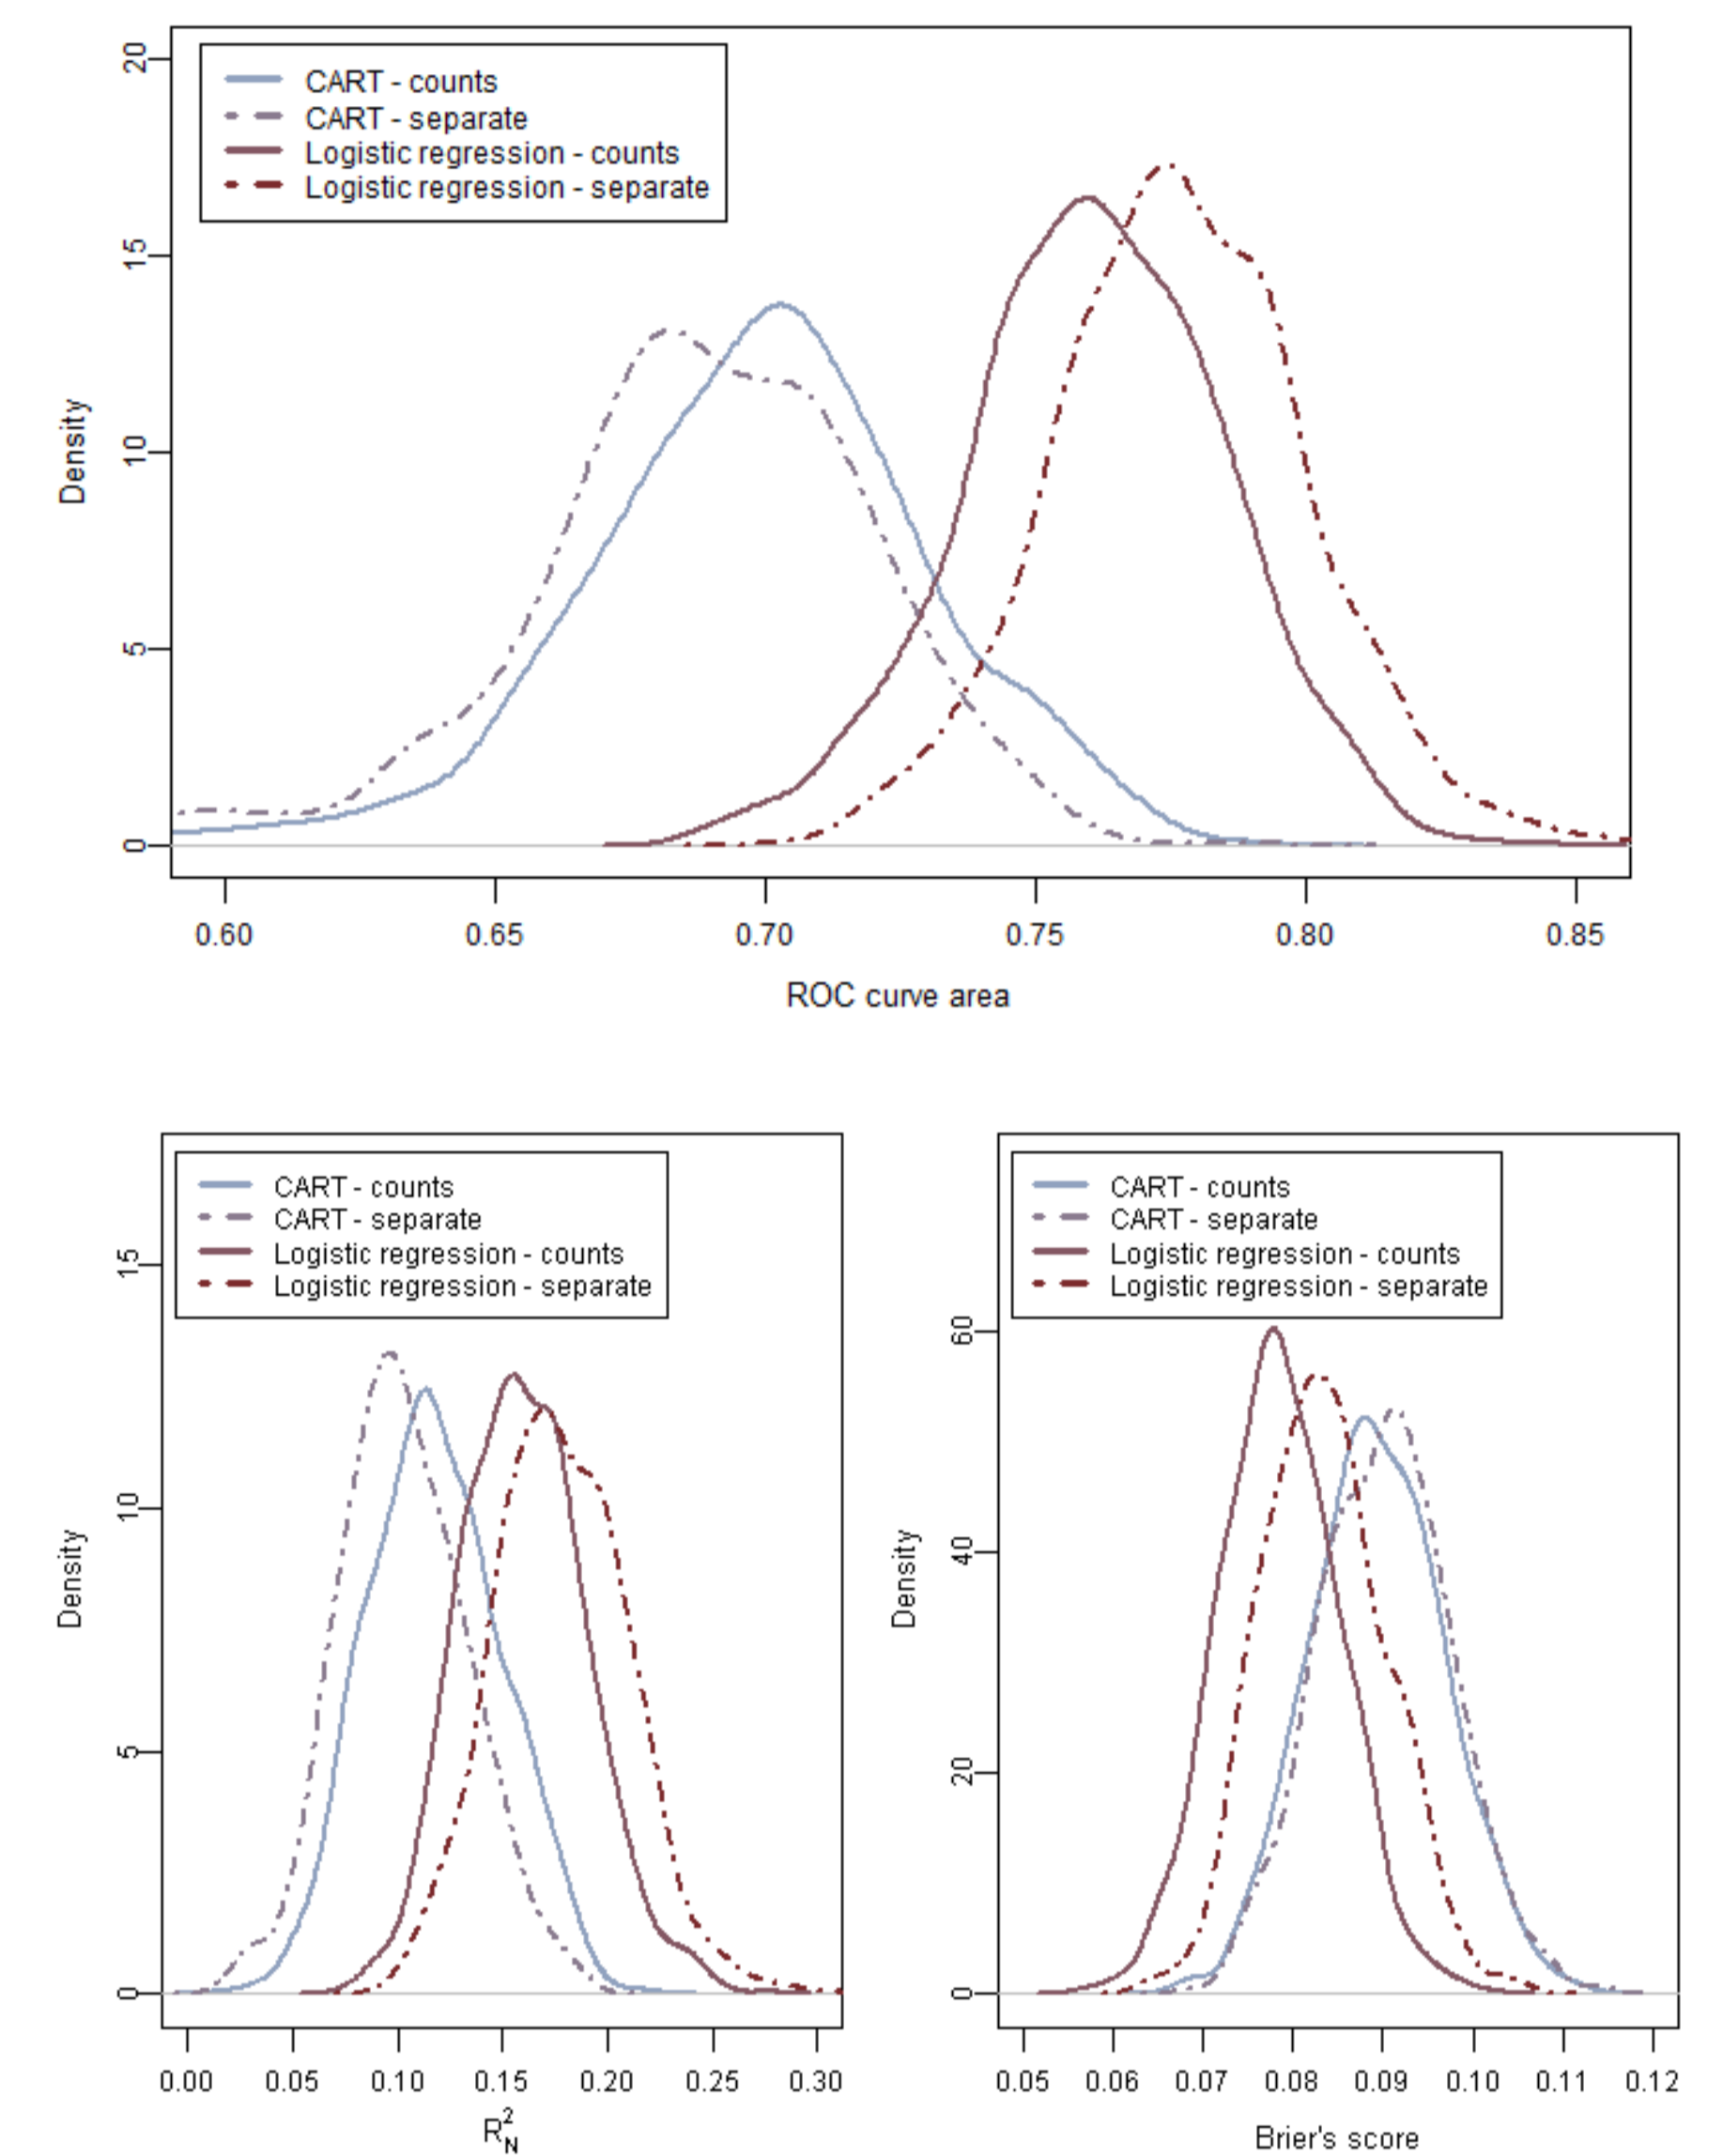 CART - counts
CART - separate
Logistic regression - counts
Logistic regression - separate
20
15
10
5
0
Density
0.60 0.65 0.70 0.75 0.80 0.85
ROC curve area
CART - counts
CART - separate
Logistic regression - counts
Logistic regression - separate
15
10
5
0
Density
0.00 0.05 0.10 0.15 0.20 0.25 0.30
R²N
CART - counts
CART - separate
Logistic regression - counts
Logistic regression - separate
60
40
20
0
Density
0.05 0.06 0.07 0.08 0.09 0.10 0.11 0.12
Brier's score